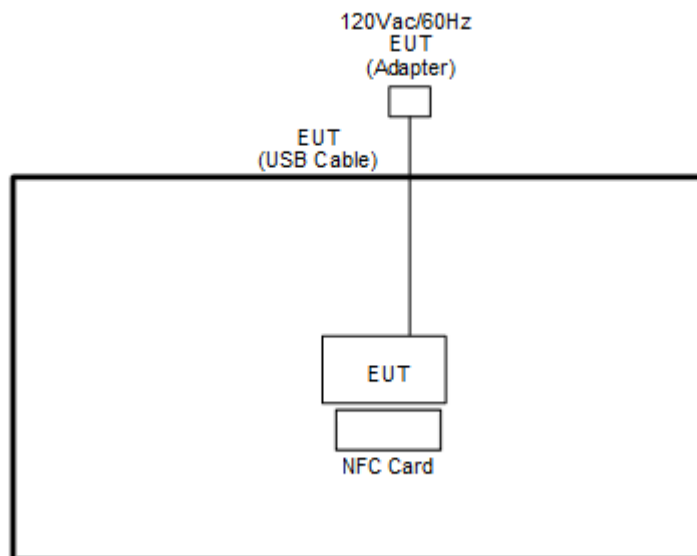 120Vac/60Hz
EUT
(Adapter)
EUT
(USB Cable)
EUT
NFC Card